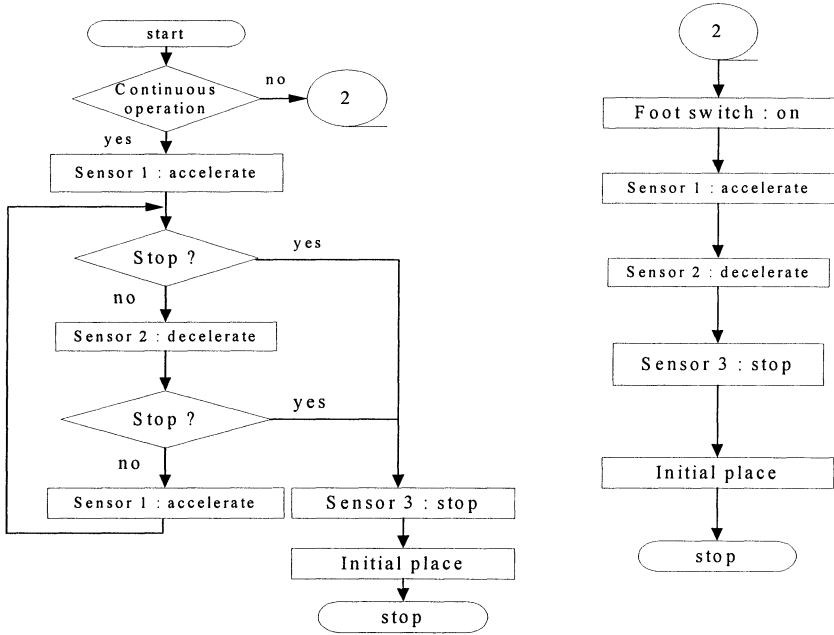 start
Continuous
operation
no
2
yes
Sensor 1 : accelerate
Stop ?
yes
no
Sensor 2 : decelerate
Stop ?
yes
no
Sensor 1 : accelerate
Sensor 3 : stop
Initial place
stop
2
Foot switch : on
Sensor 1 : accelerate
Sensor 2 : decelerate
Sensor 3 : stop
Initial place
stop